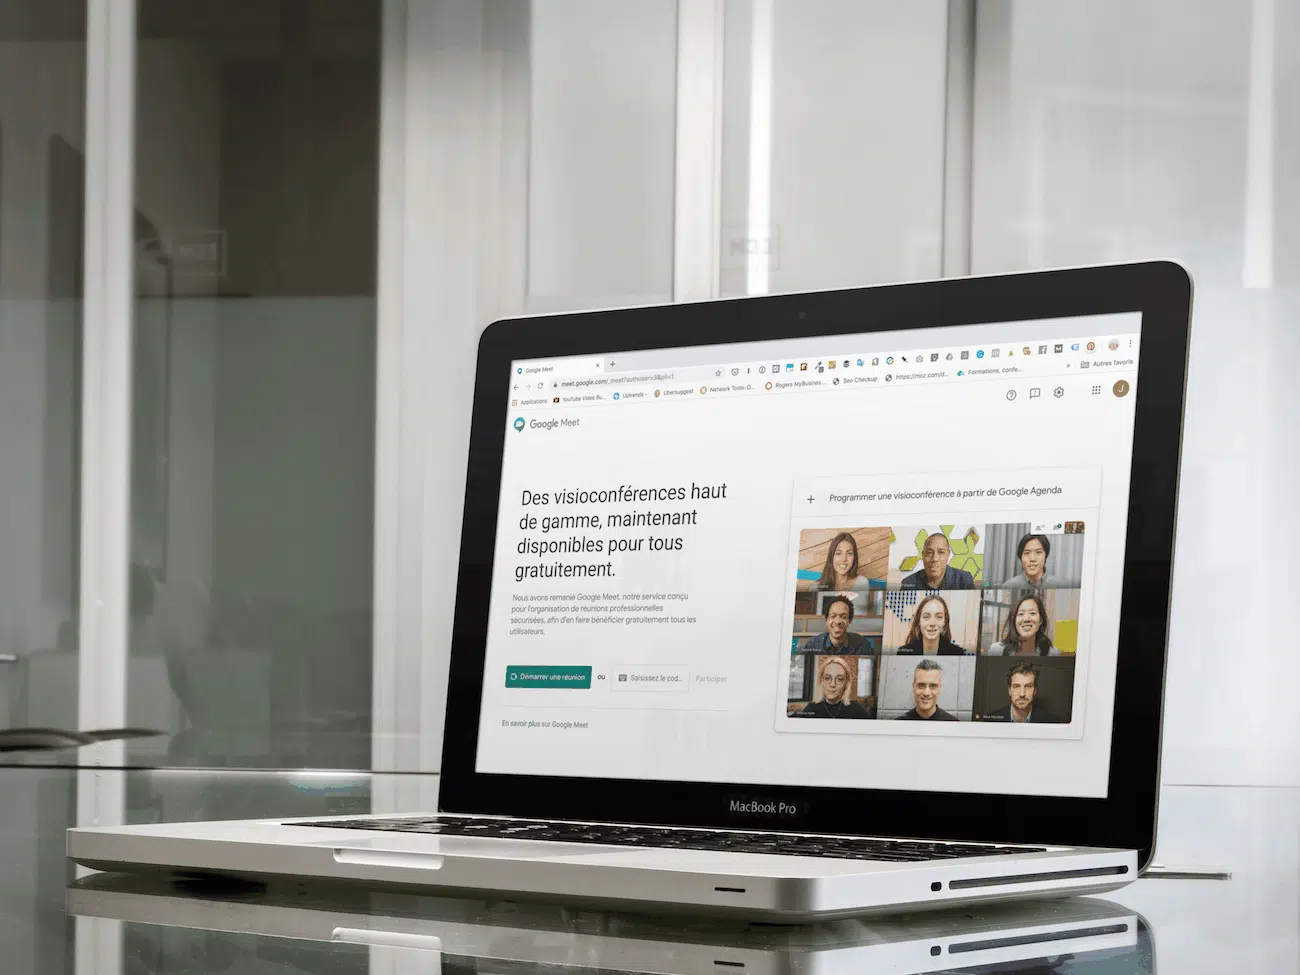 Google Meet
meet.google.com/_meet?authuser=3&pli=1
Applications
YouTube Video Bu...
Uptrends -
Ubersuggest
Network Tools: D...
Rogers MyBusines...
See Checkup
https://moz.com/d...
Formations, confe...
»
Autres favoris
Google Meet
J
Des visioconférences haut
de gamme, maintenant
disponibles pour tous
gratuitement.
Nous avons remanié Google Meet, notre service conçu
pour l'organisation de réunions professionnelles
sécurisées, afin d'en faire bénéficier gratuitement tous les
utilisateurs.
Démarrer une réunion
ou
Saisissez le cod...
Participer
En savoir plus sur Google Meet
Programmer une visioconférence à partir de Google Agenda
MacBook Pro